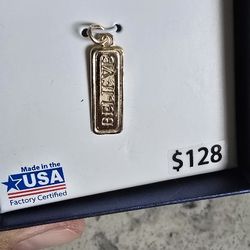 BELIEVE
Made in the
USA
Factory Certified
$128